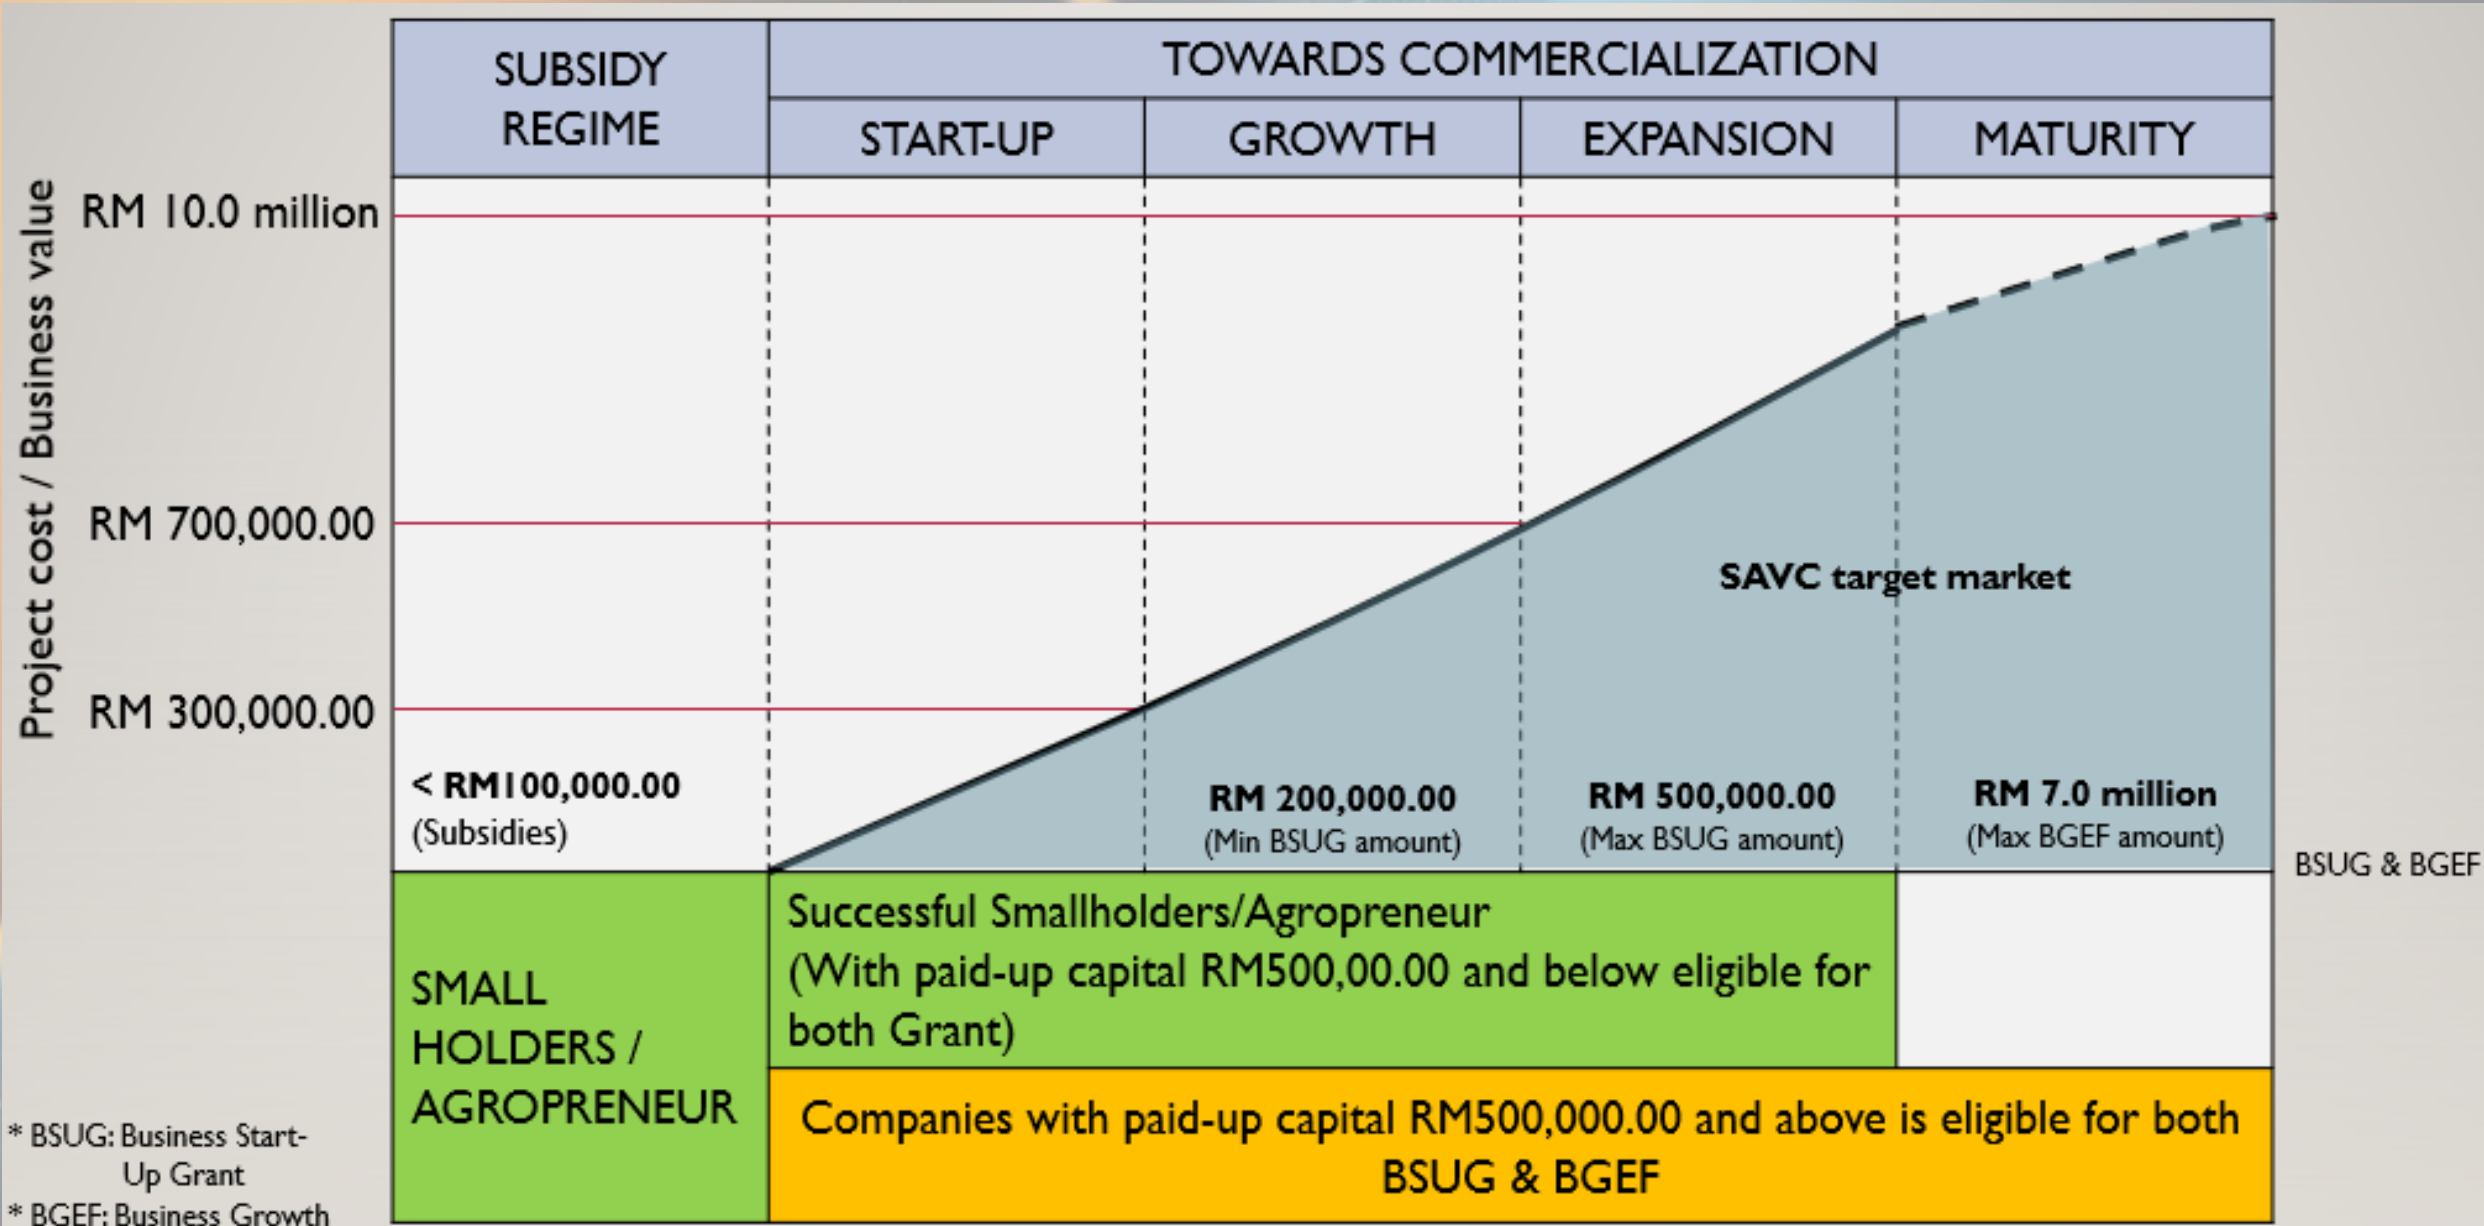 SUBSIDY
REGIME
TOWARDS COMMERCIALIZATION
START-UP
GROWTH
EXPANSION
MATURITY
Project cost / Business value
RM 10.0 million
RM 700,000.00
RM 300,000.00
SAVC target market
< RM100,000.00
(Subsidies)
RM 200,000.00
(Min BSUG amount)
RM 500,000.00
(Max BSUG amount)
RM 7.0 million
(Max BGEF amount)
BSUG & BGEF
SMALL
HOLDERS /
AGROPRENEUR
Successful Smallholders/Agropreneur
(With paid-up capital RM500,00.00 and below eligible for
both Grant)
Companies with paid-up capital RM500,000.00 and above is eligible for both
BSUG & BGEF
* BSUG: Business Start-
Up Grant
* BGEF: Business Growth